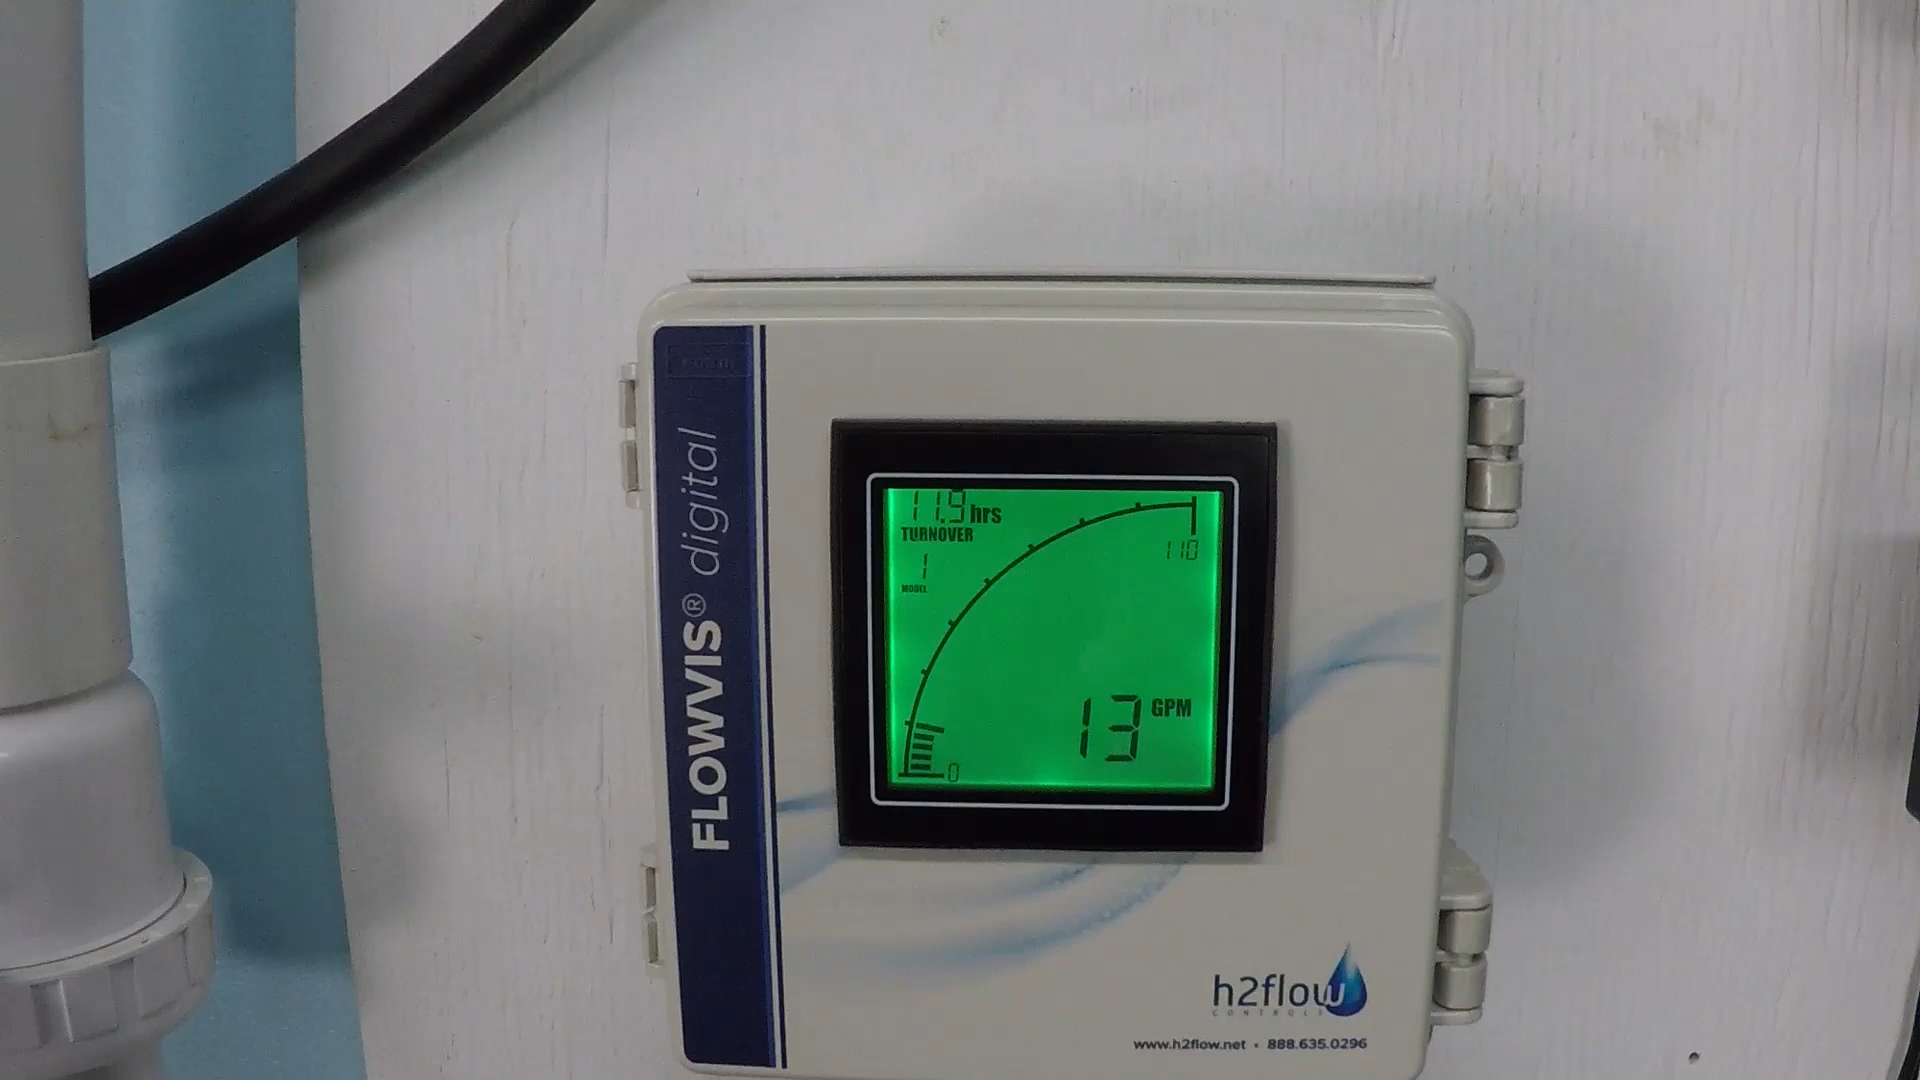 FLOWVIS® digital
11.9 hrs
TURNOVER
1
MODEL
110
13 GPM
0
h2flow
CONTROLS
www.h2flow.net • 888.635.0296